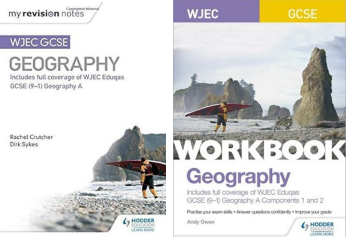 my revision notes
WJEC GCSE
GEOGRAPHY
Includes full coverage of WJEC Eduqas
GCSE (9–1) Geography A
Rachel Crutcher
Dirk Sykes
HODDER
EDUCATION
LEARN MORE
WJEC
GCSE
WORKBOOK
Geography
Includes full coverage of WJEC Eduqas
GCSE (9–1) Geography A Components 1 and 2
Practise your exam skills • Answer questions confidently • Improve your grade
Andy Owen
HODDER
EDUCATION
LEARN MORE